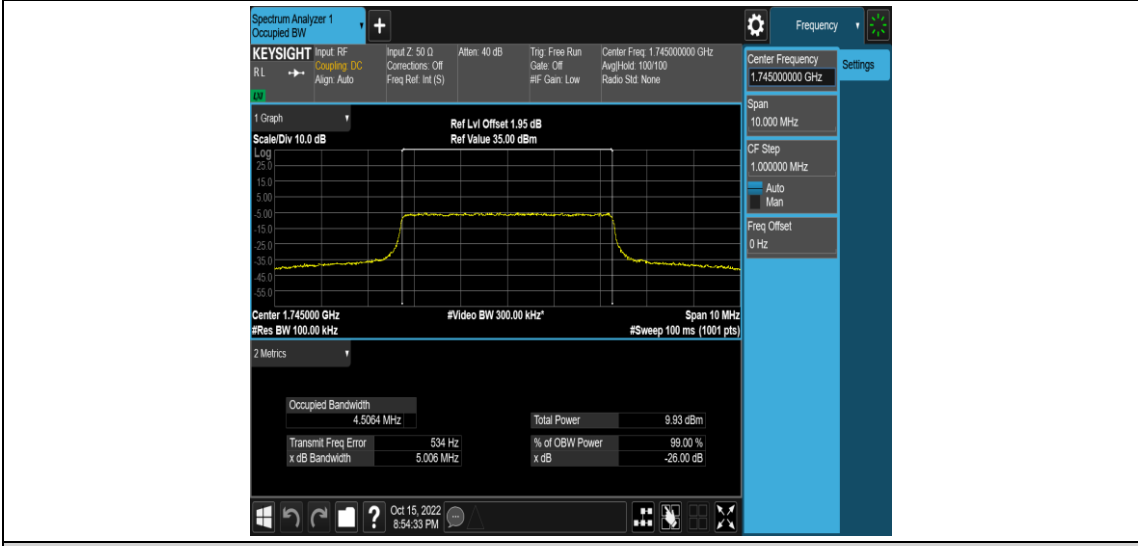 Spectrum Analyzer 1
Occupied BW
+
Frequency
KEYSIGHT
RL
LNI
Input: RF
Coupling: DC
Align: Auto
Input Z: 50 Ω
Corrections: Off
Freq Ref: Int (S)
Atten: 40 dB
Trig: Free Run
Gate: Off
#IF Gain: Low
Center Freq: 1.745000000 GHz
Avg|Hold: 100/100
Radio Std: None
Center Frequency
1.745000000 GHz
Settings
Span
10.000 MHz
CF Step
1.000000 MHz
Auto
Man
Freq Offset
0 Hz
1 Graph
Scale/Div 10.0 dB
Ref Lvl Offset 1.95 dB
Ref Value 35.00 dBm
Log
25.0
15.0
5.00
-5.00
-15.0
-25.0
-35.0
-45.0
-55.0
Center 1.745000 GHz
#Video BW 300.00 kHz*
Span 10 MHz
#Res BW 100.00 kHz
#Sweep 100 ms (1001 pts)
2 Metrics
Occupied Bandwidth
4.5064 MHz
Total Power 9.93 dBm
Transmit Freq Error 534 Hz
% of OBW Power 99.00 %
x dB Bandwidth 5.006 MHz
x dB -26.00 dB
?
Oct 15, 2022
8:54:33 PM